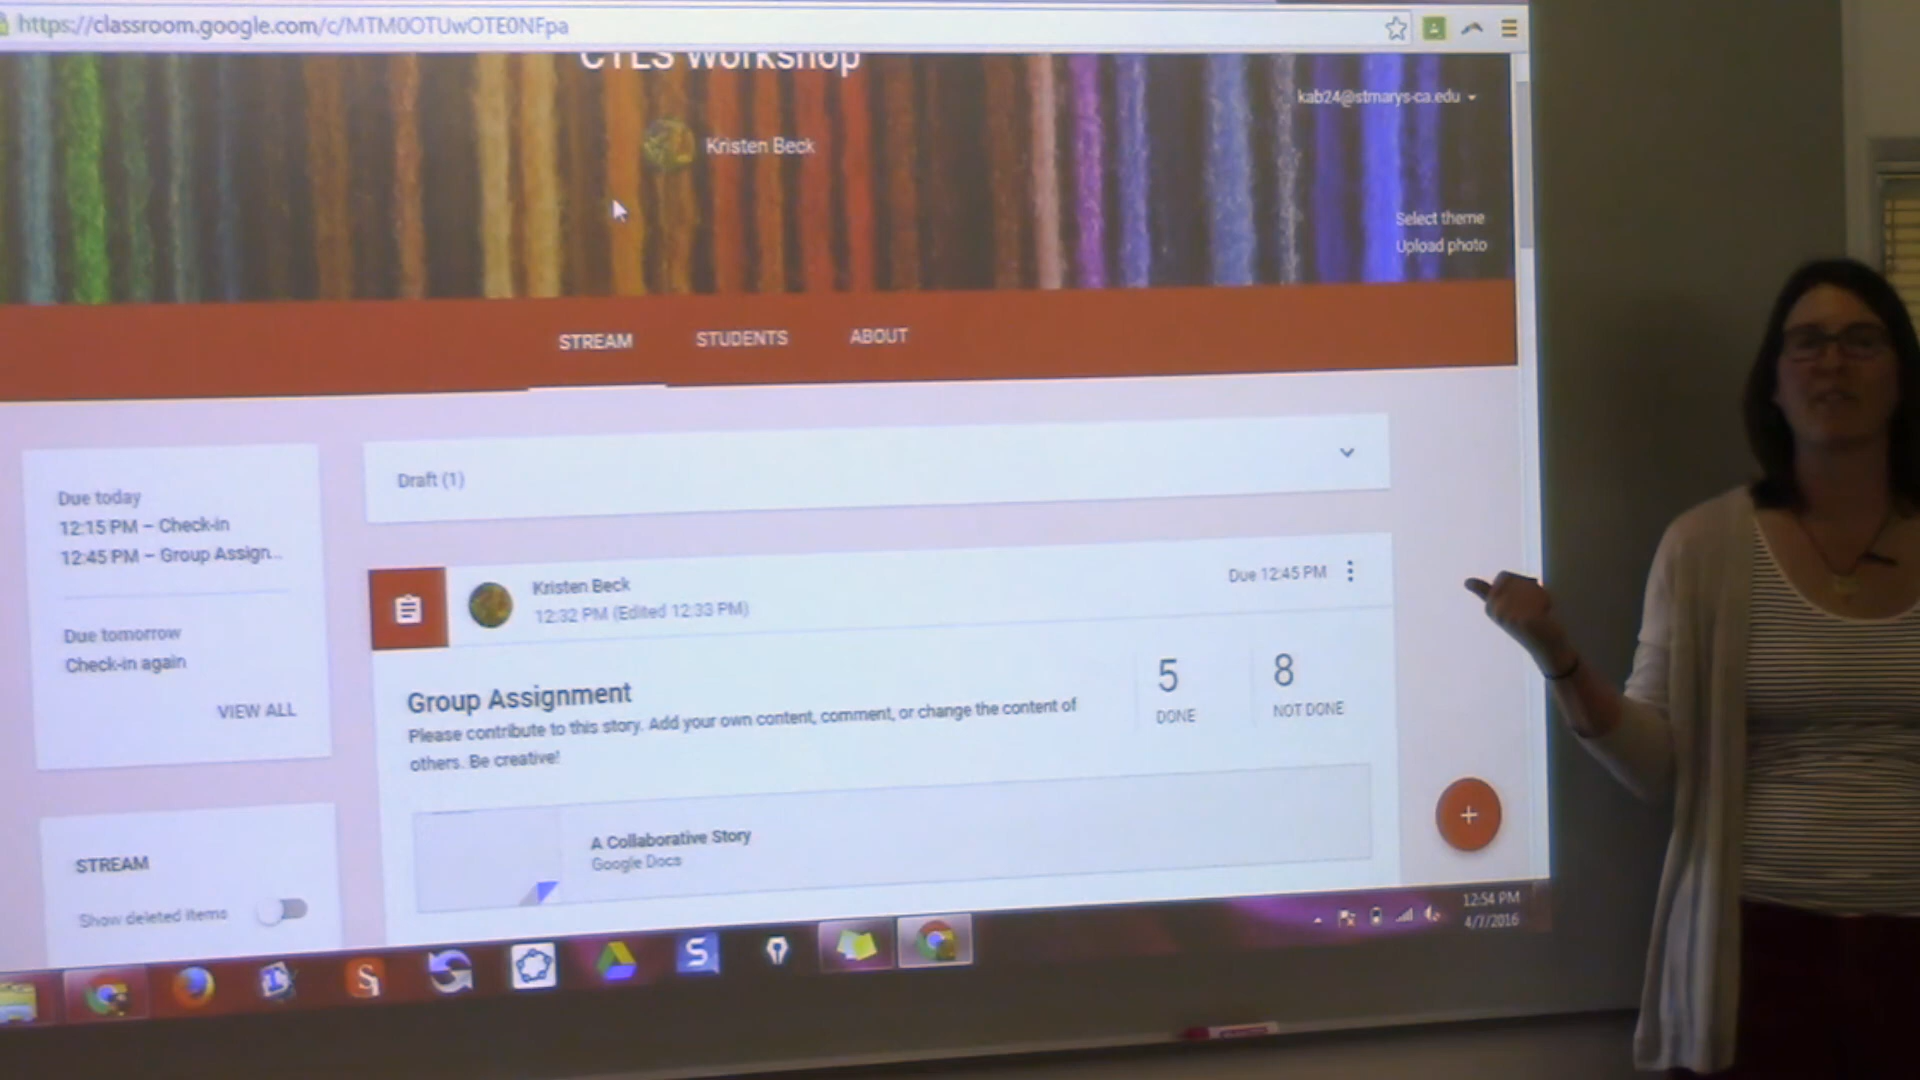 https://classroom.google.com/c/MTM0OTUwOTE0NFpa
CTLS Workshop
kab24@stmarys-ca.edu
Kristen Beck
Select theme
Upload photo
STREAM STUDENTS ABOUT
Due today
12:15 PM – Check-in
12:45 PM – Group Assign...
Due tomorrow
Check-in again
VIEW ALL
STREAM
Show deleted items
Draft (1)
Kristen Beck
12:32 PM (Edited 12:33 PM)
Due 12:45 PM
Group Assignment
Please contribute to this story. Add your own content, comment, or change the content of
others. Be creative!
5 DONE
8 NOT DONE
A Collaborative Story
Google Docs
+
12:54 PM
4/7/2016